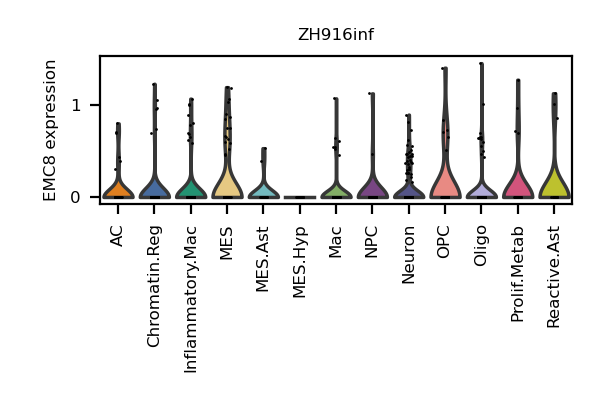 ZH916inf
EMC8 expression
1
0
AC
Chromatin.Reg
Inflammatory.Mac
MES
MES.Ast
MES.Hyp
Mac
NPC
Neuron
OPC
Oligo
Prolif.Metab
Reactive.Ast